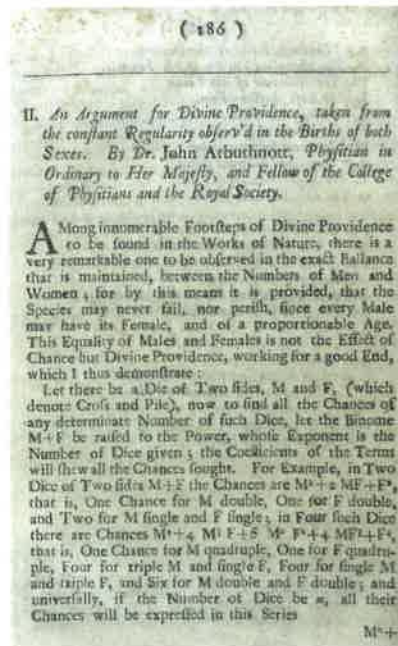 ( 186 )
II. An Argument for Divine Providence, taken from
the constant Regularity observ'd in the Births of both
Sexes. By Dr. John Arbuthnott, Physitian in
Ordinary to Her Majesty, and Fellow of the College
of Physitians and the Royal Society.
AMong innumerable Footsteps of Divine Providence
to be found in the Works of Nature, there is a
very remarkable one to be observed in the exact Ballance
that is maintained, between the Numbers of Men and
Women; for by this means it is provided, that the
Species may never fail, nor perish, since every Male
may have its Female, and of a proportionable Age.
This Equality of Males and Females is not the Effect of
Chance but Divine Providence, working for a good End,
which I thus demonstrate:
Let there be a Die of Two sides, M and F, (which
denote Cross and Pile), now to find all the Chances of
any determinate Number of such Dice, let the Binome
M+F be raised to the Power, whose Exponent is the
Number of Dice given; the Coefficients of the Terms
will shew all the Chances sought. For Example, in Two
Dice of Two sides M+F the Chances are M²+2 MF+F²,
that is, One Chance for M double, One for F double,
and Two for M single and F single; in Four such Dice
there are Chances M⁴+4 M³ F+6 M² F²+4 MF³+F⁴,
that is, One Chance for M quadruple, One for F quadru-
ple, Four for triple M and single F, Four for single M
and triple F, and Six for M double and F double; and
universally, if the Number of Dice be n, all their
Chances will be expressed in this Series
Mⁿ+